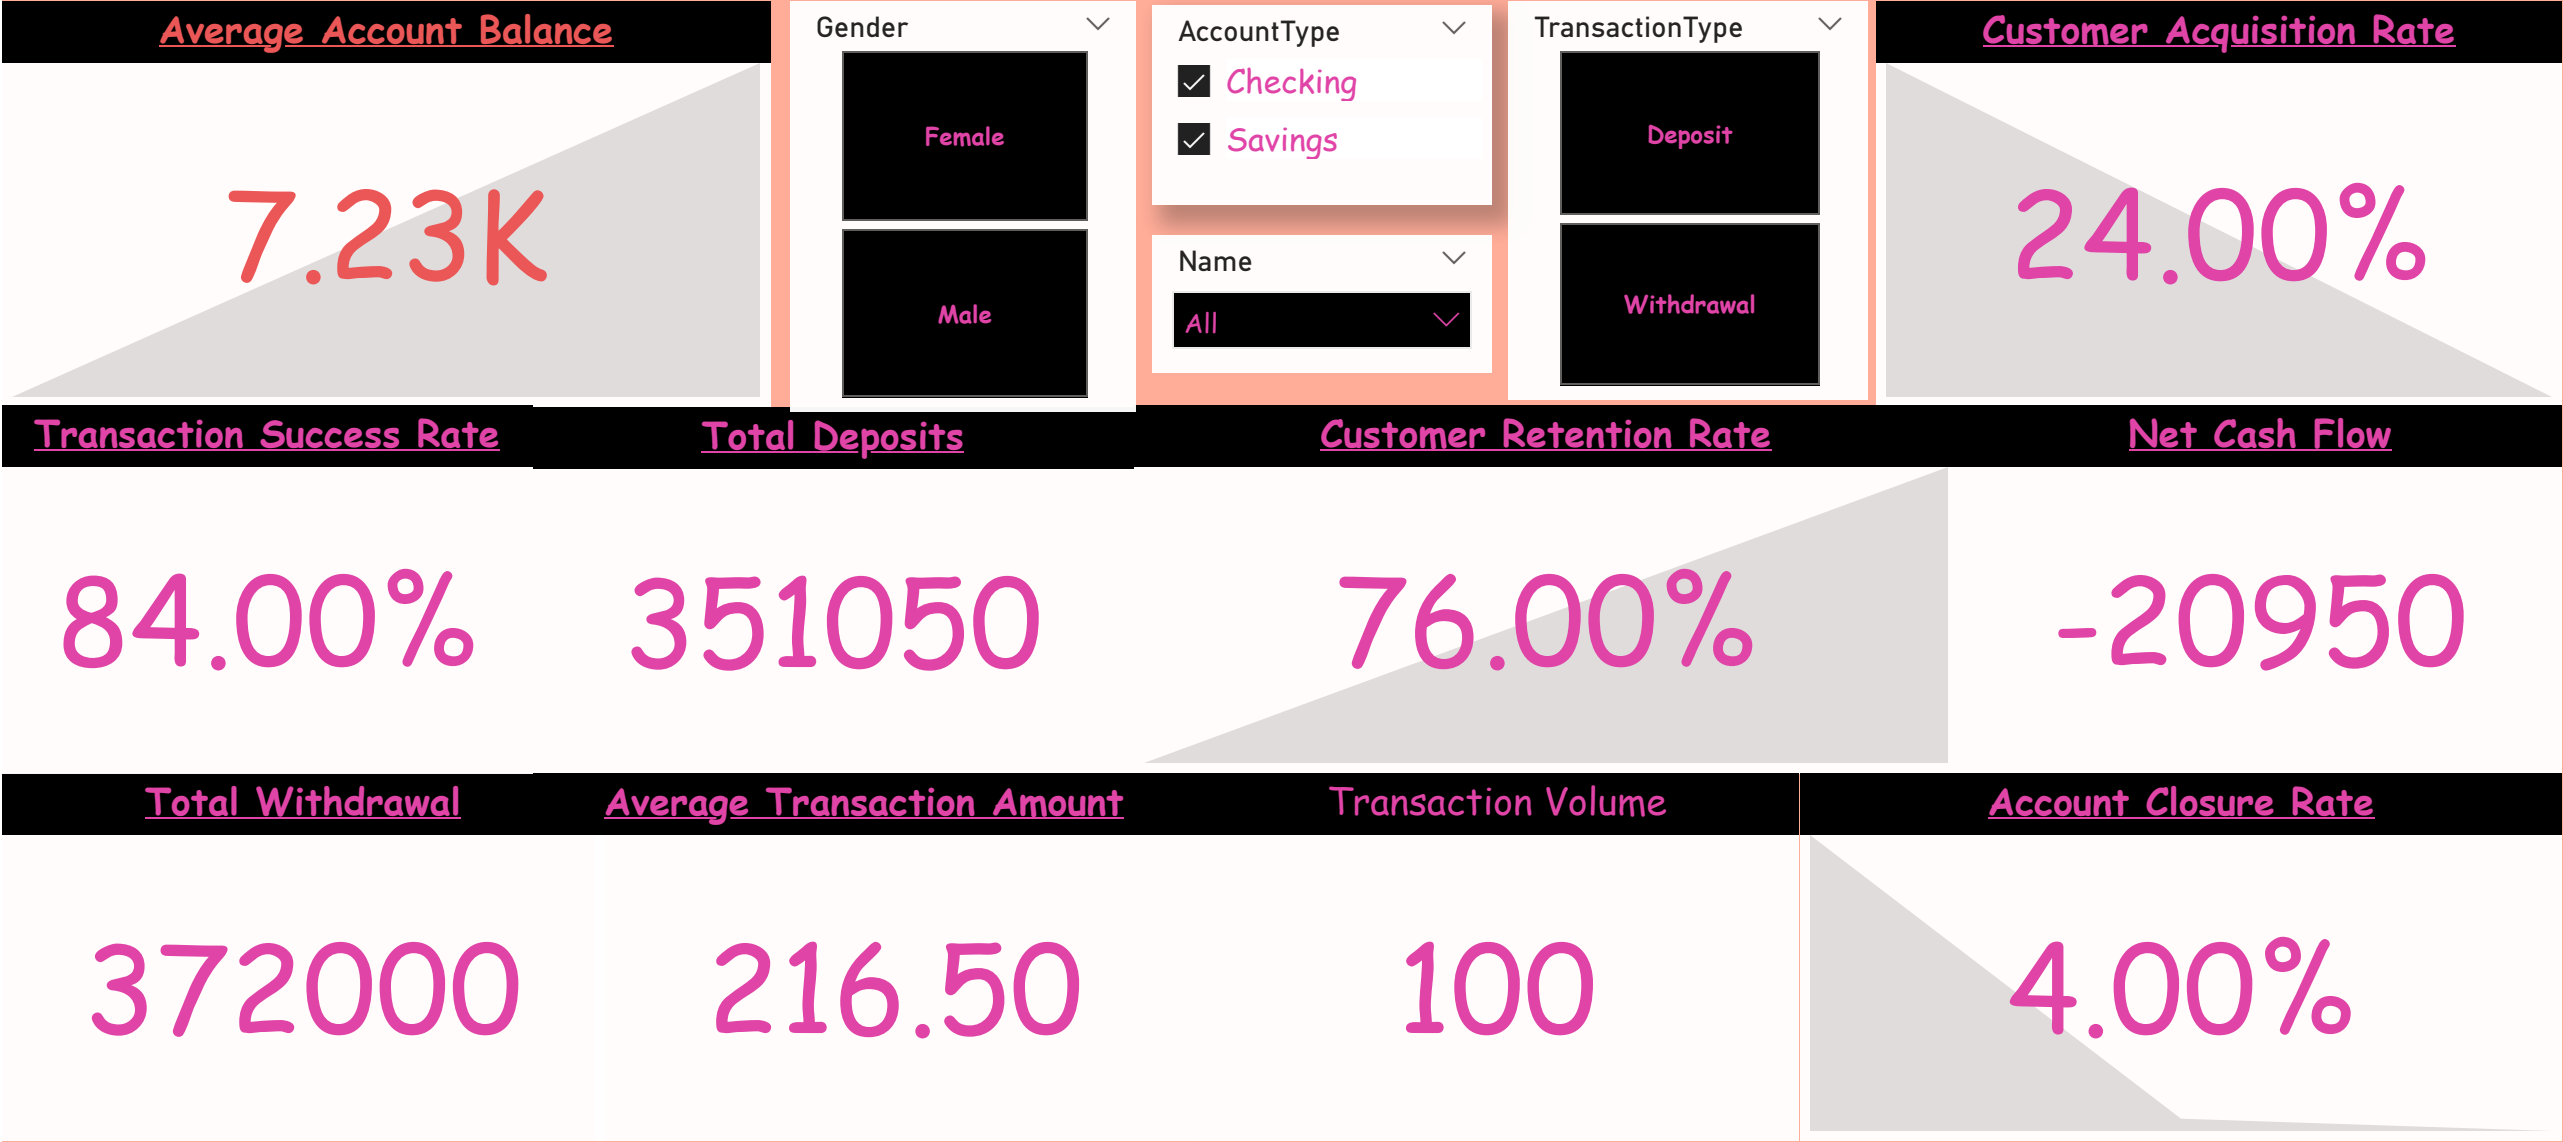 Average Account Balance
7.23K
Gender
Female
Male
AccountType
Checking
Savings
Name
All
TransactionType
Deposit
Withdrawal
Customer Acquisition Rate
24.00%
Transaction Success Rate
84.00%
Total Deposits
351050
Customer Retention Rate
76.00%
Net Cash Flow
-20950
Total Withdrawal
372000
Average Transaction Amount
216.50
Transaction Volume
100
Account Closure Rate
4.00%